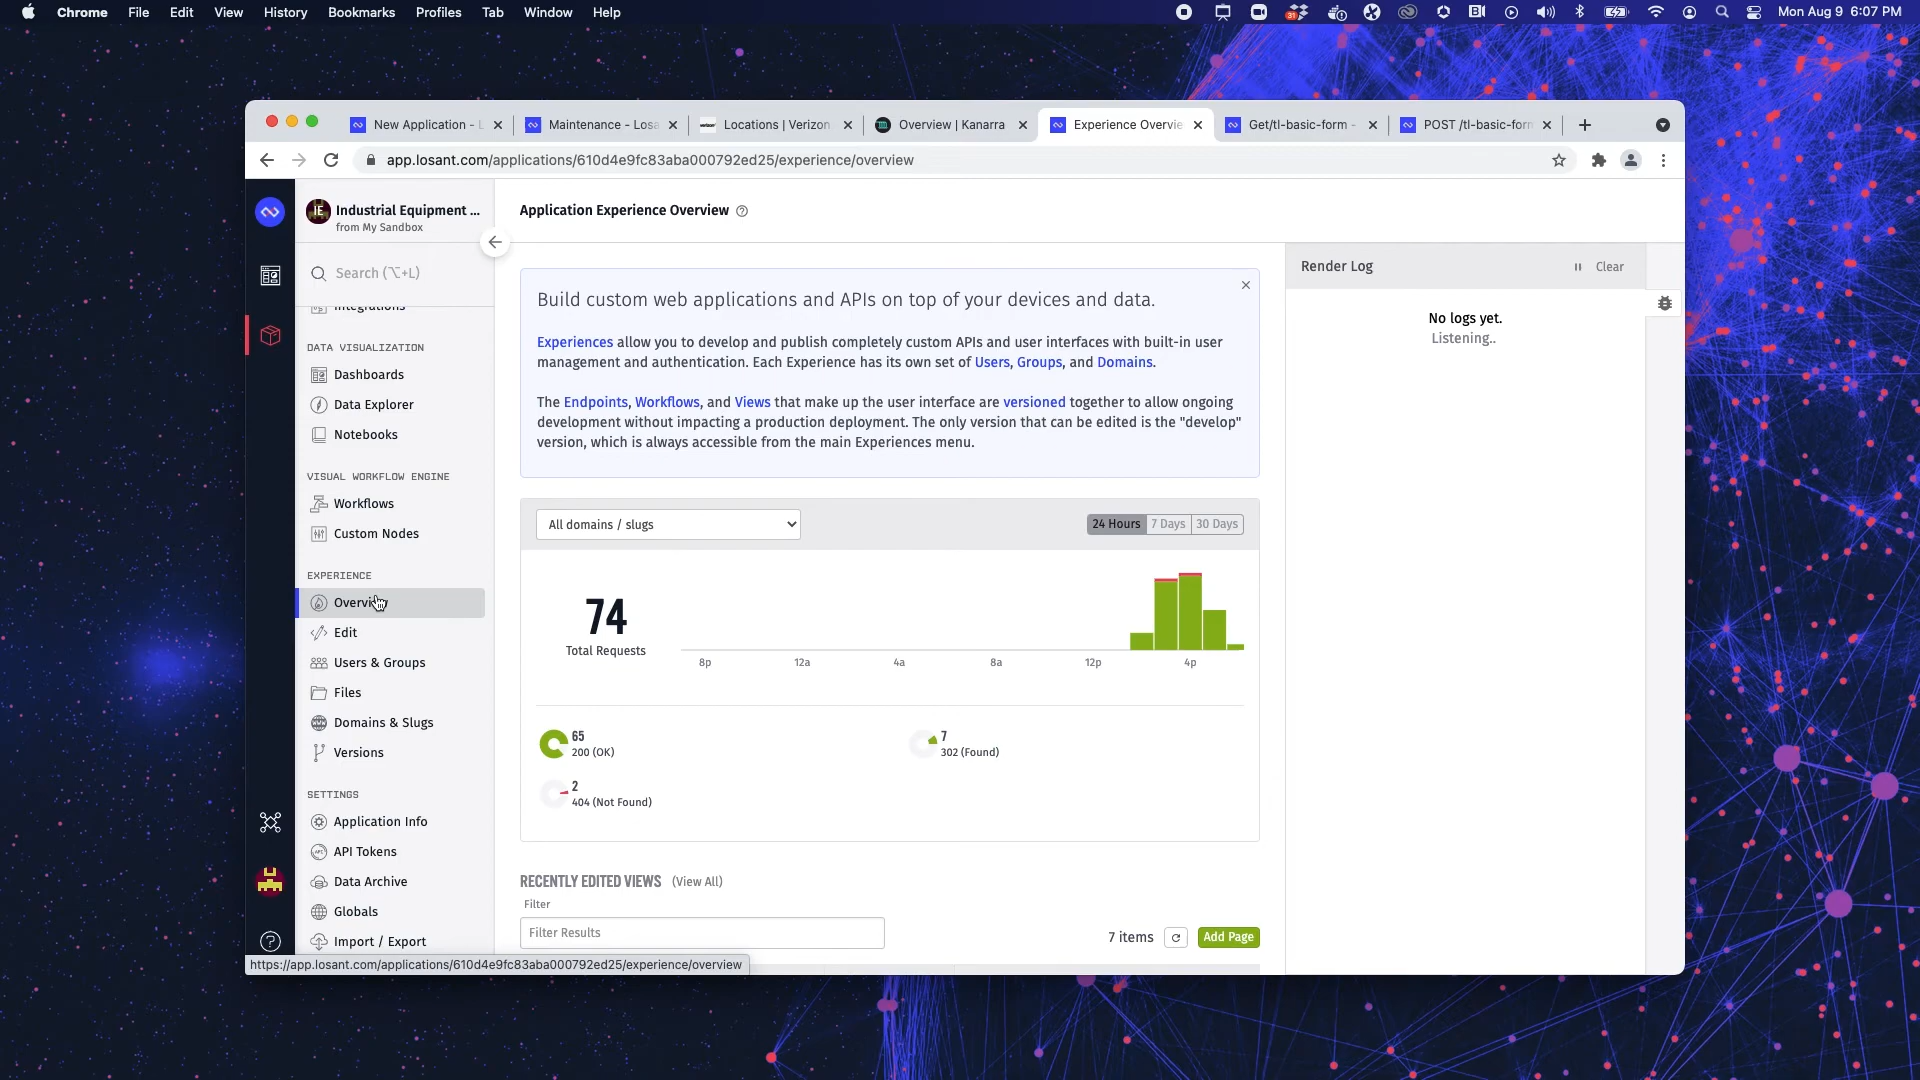 Chrome File Edit View History Bookmarks Profiles Tab Window Help
31 Mon Aug 9 6:07 PM
New Application - L
Maintenance - Losa
verizon Locations | Verizon
Overview | Kanarra
Experience Overvie
Get/tl-basic-form -
POST /tl-basic-form
app.losant.com/applications/610d4e9fc83aba000792ed25/experience/overview
IE Industrial Equipment ...
from My Sandbox
Application Experience Overview
Search (⌥+L)
Integrations
DATA VISUALIZATION
Dashboards
Data Explorer
Notebooks
VISUAL WORKFLOW ENGINE
Workflows
Custom Nodes
EXPERIENCE
Overview
Edit
Users & Groups
Files
Domains & Slugs
Versions
SETTINGS
Application Info
API Tokens
Data Archive
Globals
Import / Export
https://app.losant.com/applications/610d4e9fc83aba000792ed25/experience/overview
Build custom web applications and APIs on top of your devices and data.
Experiences allow you to develop and publish completely custom APIs and user interfaces with built-in user
management and authentication. Each Experience has its own set of Users, Groups, and Domains.
The Endpoints, Workflows, and Views that make up the user interface are versioned together to allow ongoing
development without impacting a production deployment. The only version that can be edited is the "develop"
version, which is always accessible from the main Experiences menu.
All domains / slugs
24 Hours 7 Days 30 Days
74
Total Requests
8p 12a 4a 8a 12p 4p
65
200 (OK)
7
302 (Found)
2
404 (Not Found)
RECENTLY EDITED VIEWS (View All)
Filter
Filter Results
7 items
Add Page
Render Log
Clear
No logs yet.
Listening..